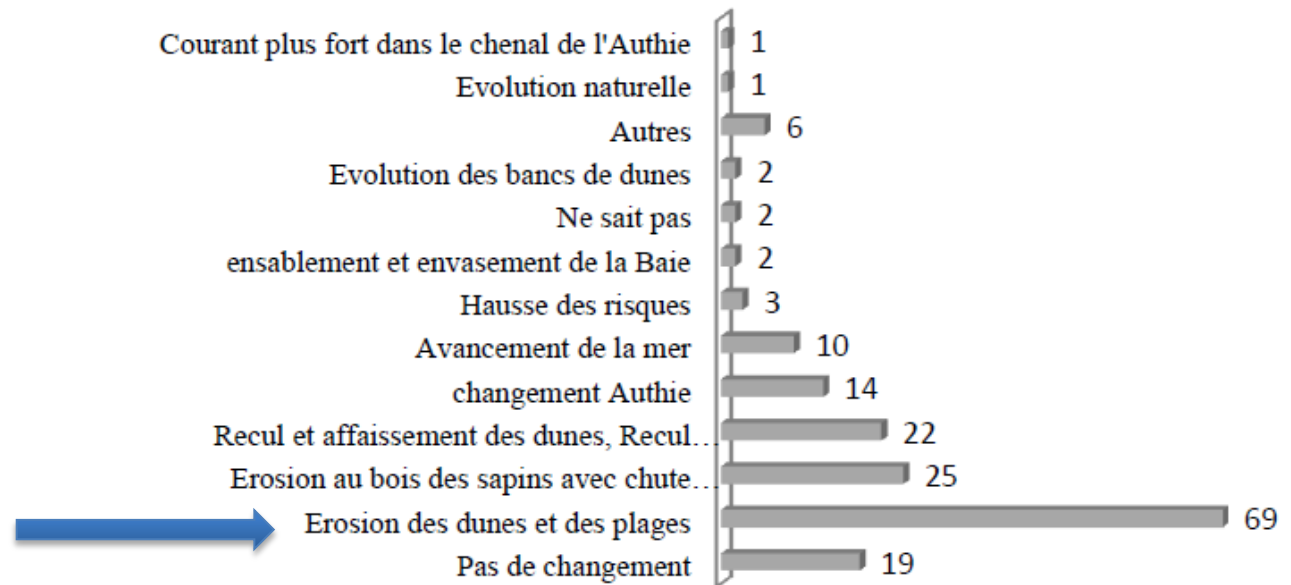 Courant plus fort dans le chenal de l'Authie 1
Evolution naturelle 1
Autres 6
Evolution des bancs de dunes 2
Ne sait pas 2
ensablement et envasement de la Baie 2
Hausse des risques 3
Avancement de la mer 10
changement Authie 14
Recul et affaissement des dunes, Recul… 22
Erosion au bois des sapins avec chute… 25
Erosion des dunes et des plages 69
Pas de changement 19